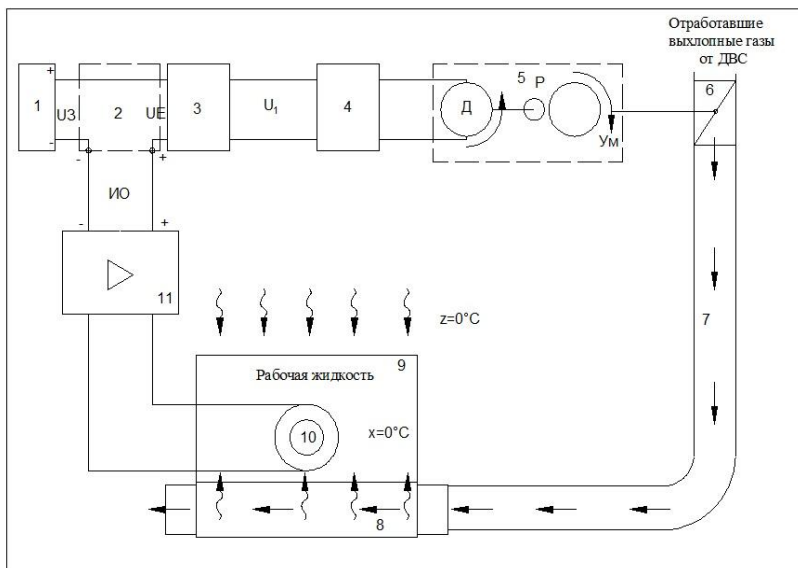 Отработавшие
выхлопные газы
от ДВС
1
UЗ
2
UE
3
U1
4
5
Д
Р
Ум
6
+
-
-
+
ИО
-
+
11
7
z=0°C
9
Рабочая жидкость
10
x=0°C
8